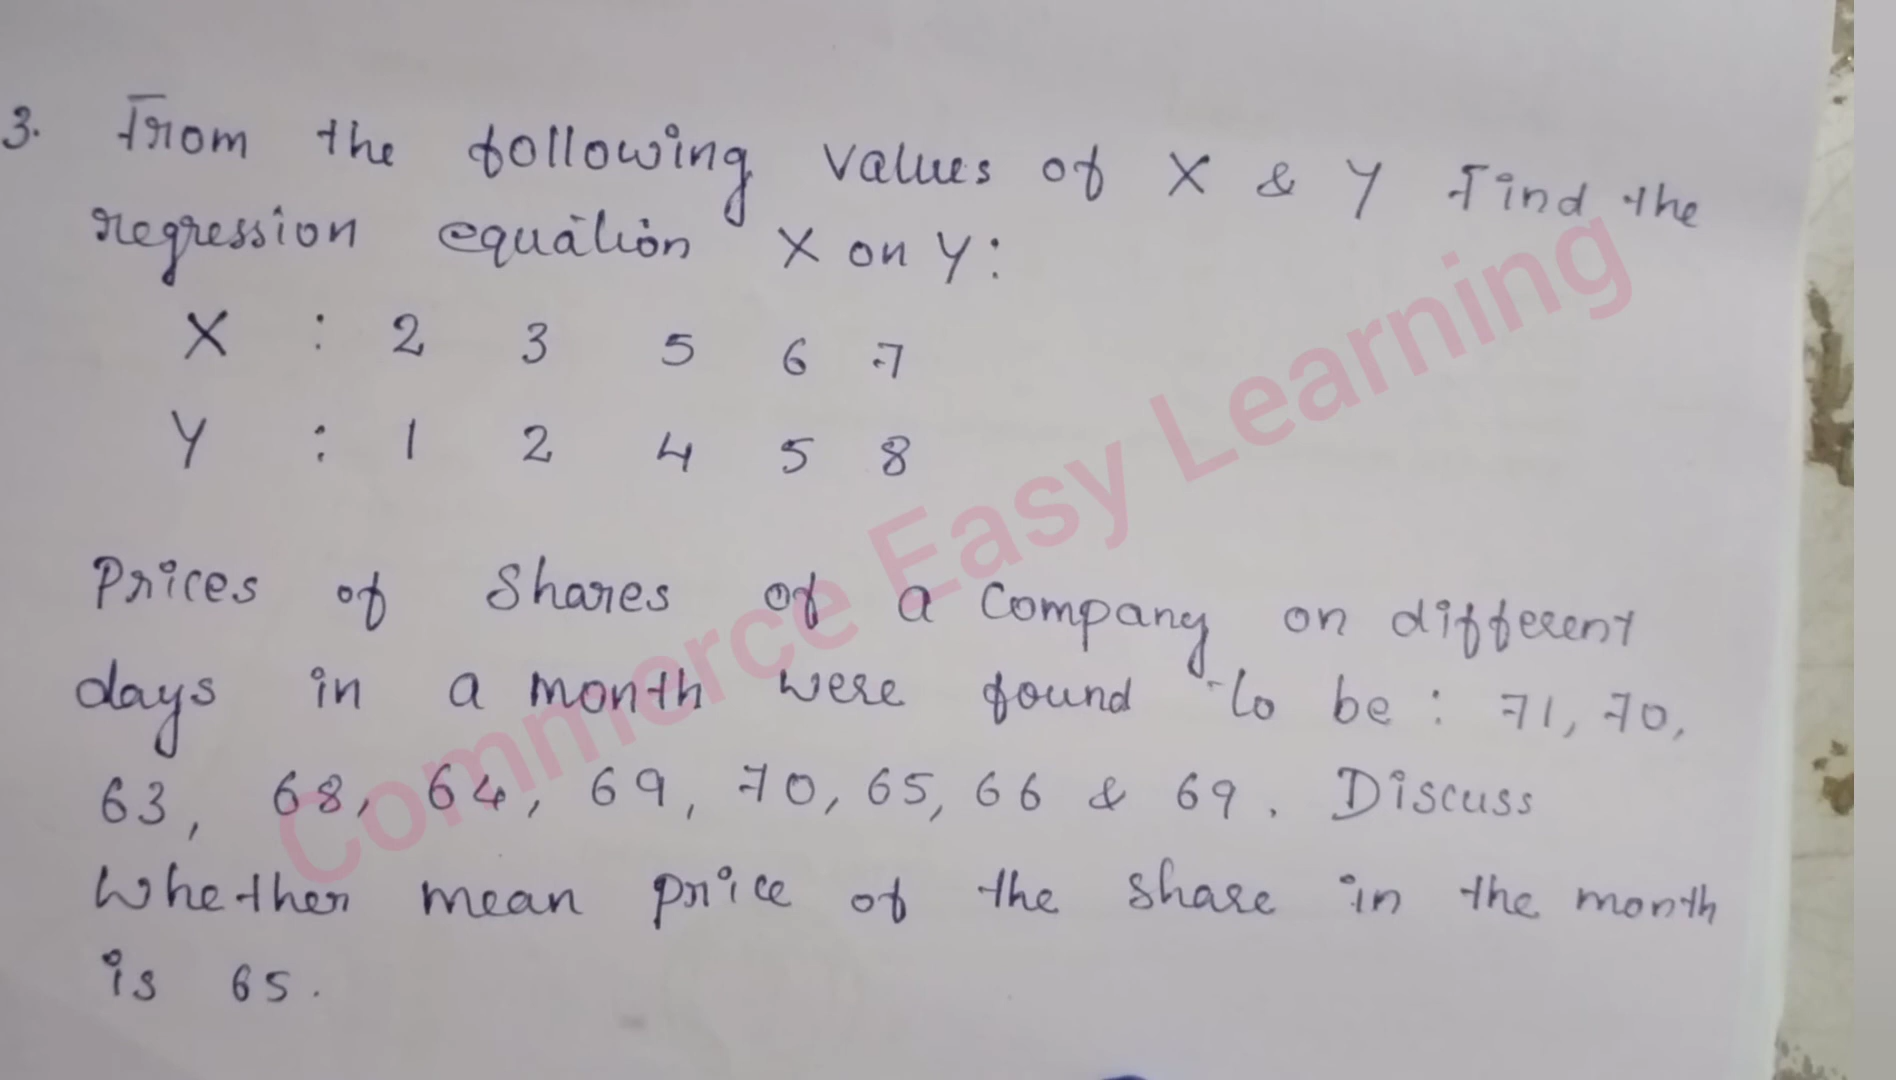 3. From the following values of X & Y Find the
regression equation X on Y:
X : 2 3 5 6 7
Y : 1 2 4 5 8
Prices of Shares of a Company on different
days in a month were found to be : 71, 70,
63, 68, 64, 69, 70, 65, 66 & 69. Discuss
Whether mean price of the share in the month
is 65.
Commerce Easy Learning